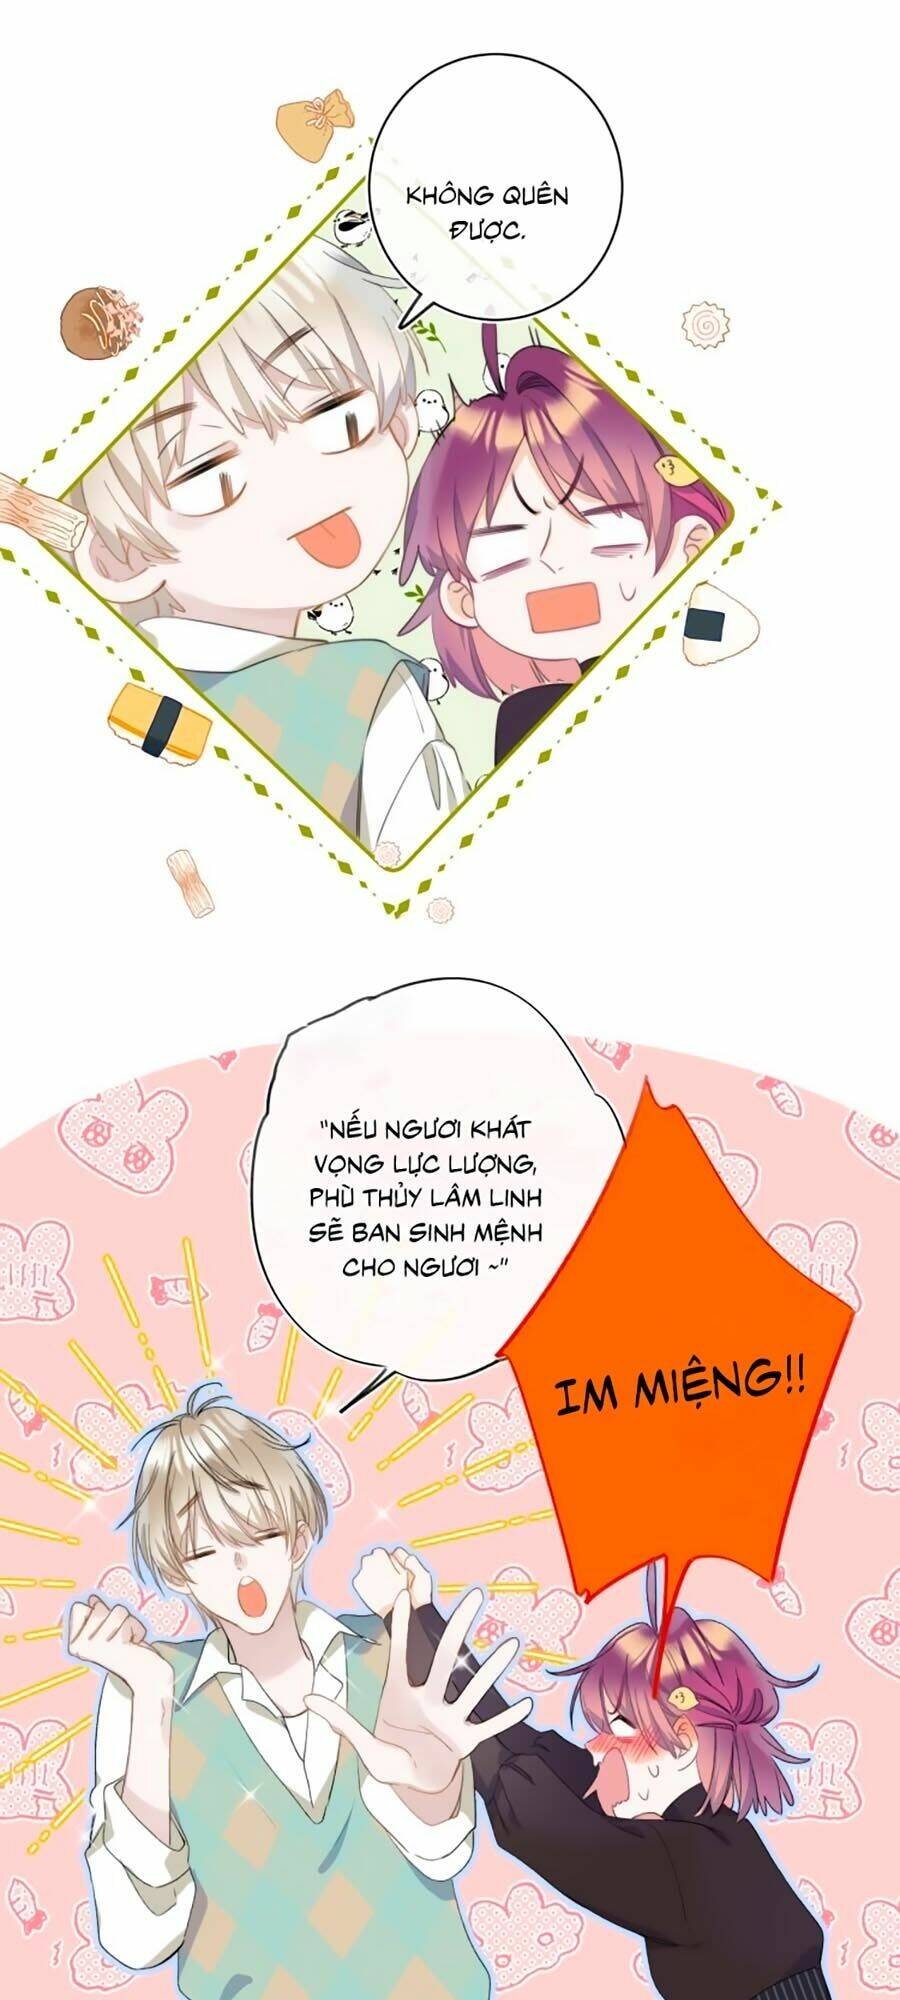 KHÔNG QUÊN
ĐƯỢC.
"NẾU NGƯƠI KHÁT
VỌNG LỰC LƯỢNG,
PHÙ THỦY LÂM LINH
SẼ BAN SINH MỆNH
CHO NGƯƠI ~"
IM MIỆNG!!